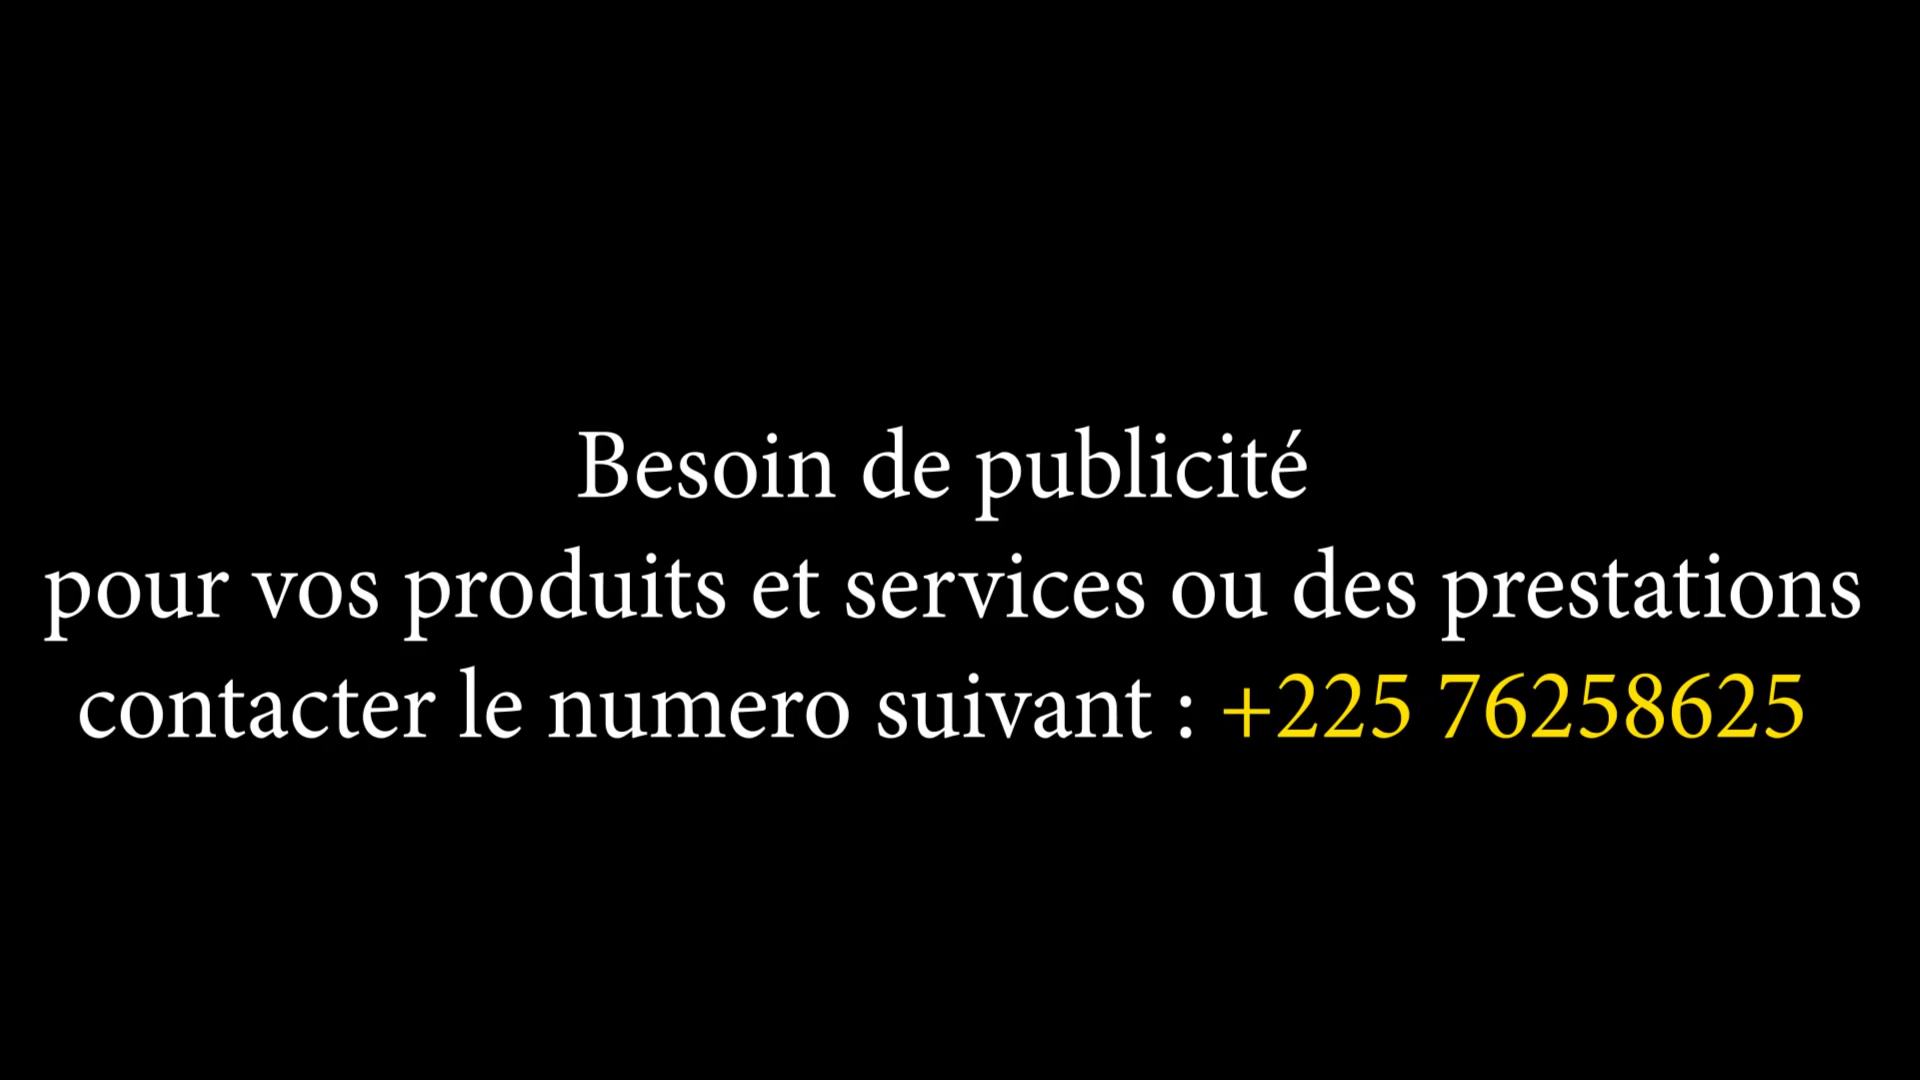 Besoin de publicité
pour vos produits et services ou des prestations
contacter le numero suivant : +225 76258625